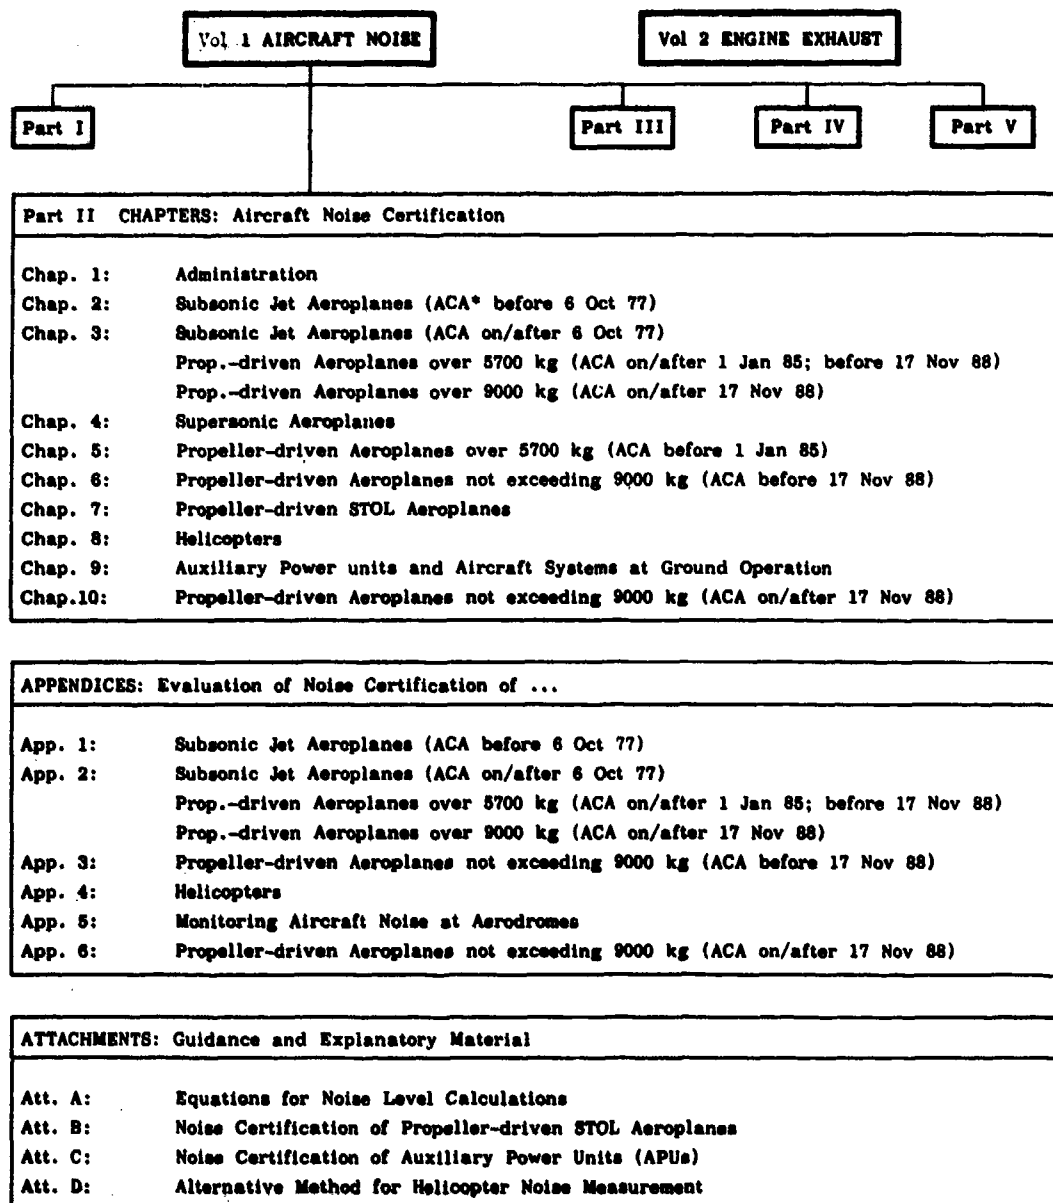 Vol 1 AIRCRAFT NOISE
Vol 2 ENGINE EXHAUST
Part I
Part III
Part IV
Part V
Part II CHAPTERS: Aircraft Noise Certification
Chap. 1: Administration
Chap. 2: Subsonic Jet Aeroplanes (ACA* before 6 Oct 77)
Chap. 3: Subsonic Jet Aeroplanes (ACA on/after 6 Oct 77)
Prop.-driven Aeroplanes over 5700 kg (ACA on/after 1 Jan 85; before 17 Nov 88)
Prop.-driven Aeroplanes over 9000 kg (ACA on/after 17 Nov 88)
Chap. 4: Supersonic Aeroplanes
Chap. 5: Propeller-driven Aeroplanes over 5700 kg (ACA before 1 Jan 85)
Chap. 6: Propeller-driven Aeroplanes not exceeding 9000 kg (ACA before 17 Nov 88)
Chap. 7: Propeller-driven STOL Aeroplanes
Chap. 8: Helicopters
Chap. 9: Auxiliary Power units and Aircraft Systems at Ground Operation
Chap.10: Propeller-driven Aeroplanes not exceeding 9000 kg (ACA on/after 17 Nov 88)
APPENDICES: Evaluation of Noise Certification of ...
App. 1: Subsonic Jet Aeroplanes (ACA before 6 Oct 77)
App. 2: Subsonic Jet Aeroplanes (ACA on/after 6 Oct 77)
Prop.-driven Aeroplanes over 5700 kg (ACA on/after 1 Jan 85; before 17 Nov 88)
Prop.-driven Aeroplanes over 9000 kg (ACA on/after 17 Nov 88)
App. 3: Propeller-driven Aeroplanes not exceeding 9000 kg (ACA before 17 Nov 88)
App. 4: Helicopters
App. 5: Monitoring Aircraft Noise at Aerodromes
App. 6: Propeller-driven Aeroplanes not exceeding 9000 kg (ACA on/after 17 Nov 88)
ATTACHMENTS: Guidance and Explanatory Material
Att. A: Equations for Noise Level Calculations
Att. B: Noise Certification of Propeller-driven STOL Aeroplanes
Att. C: Noise Certification of Auxiliary Power Units (APUs)
Att. D: Alternative Method for Helicopter Noise Measurement